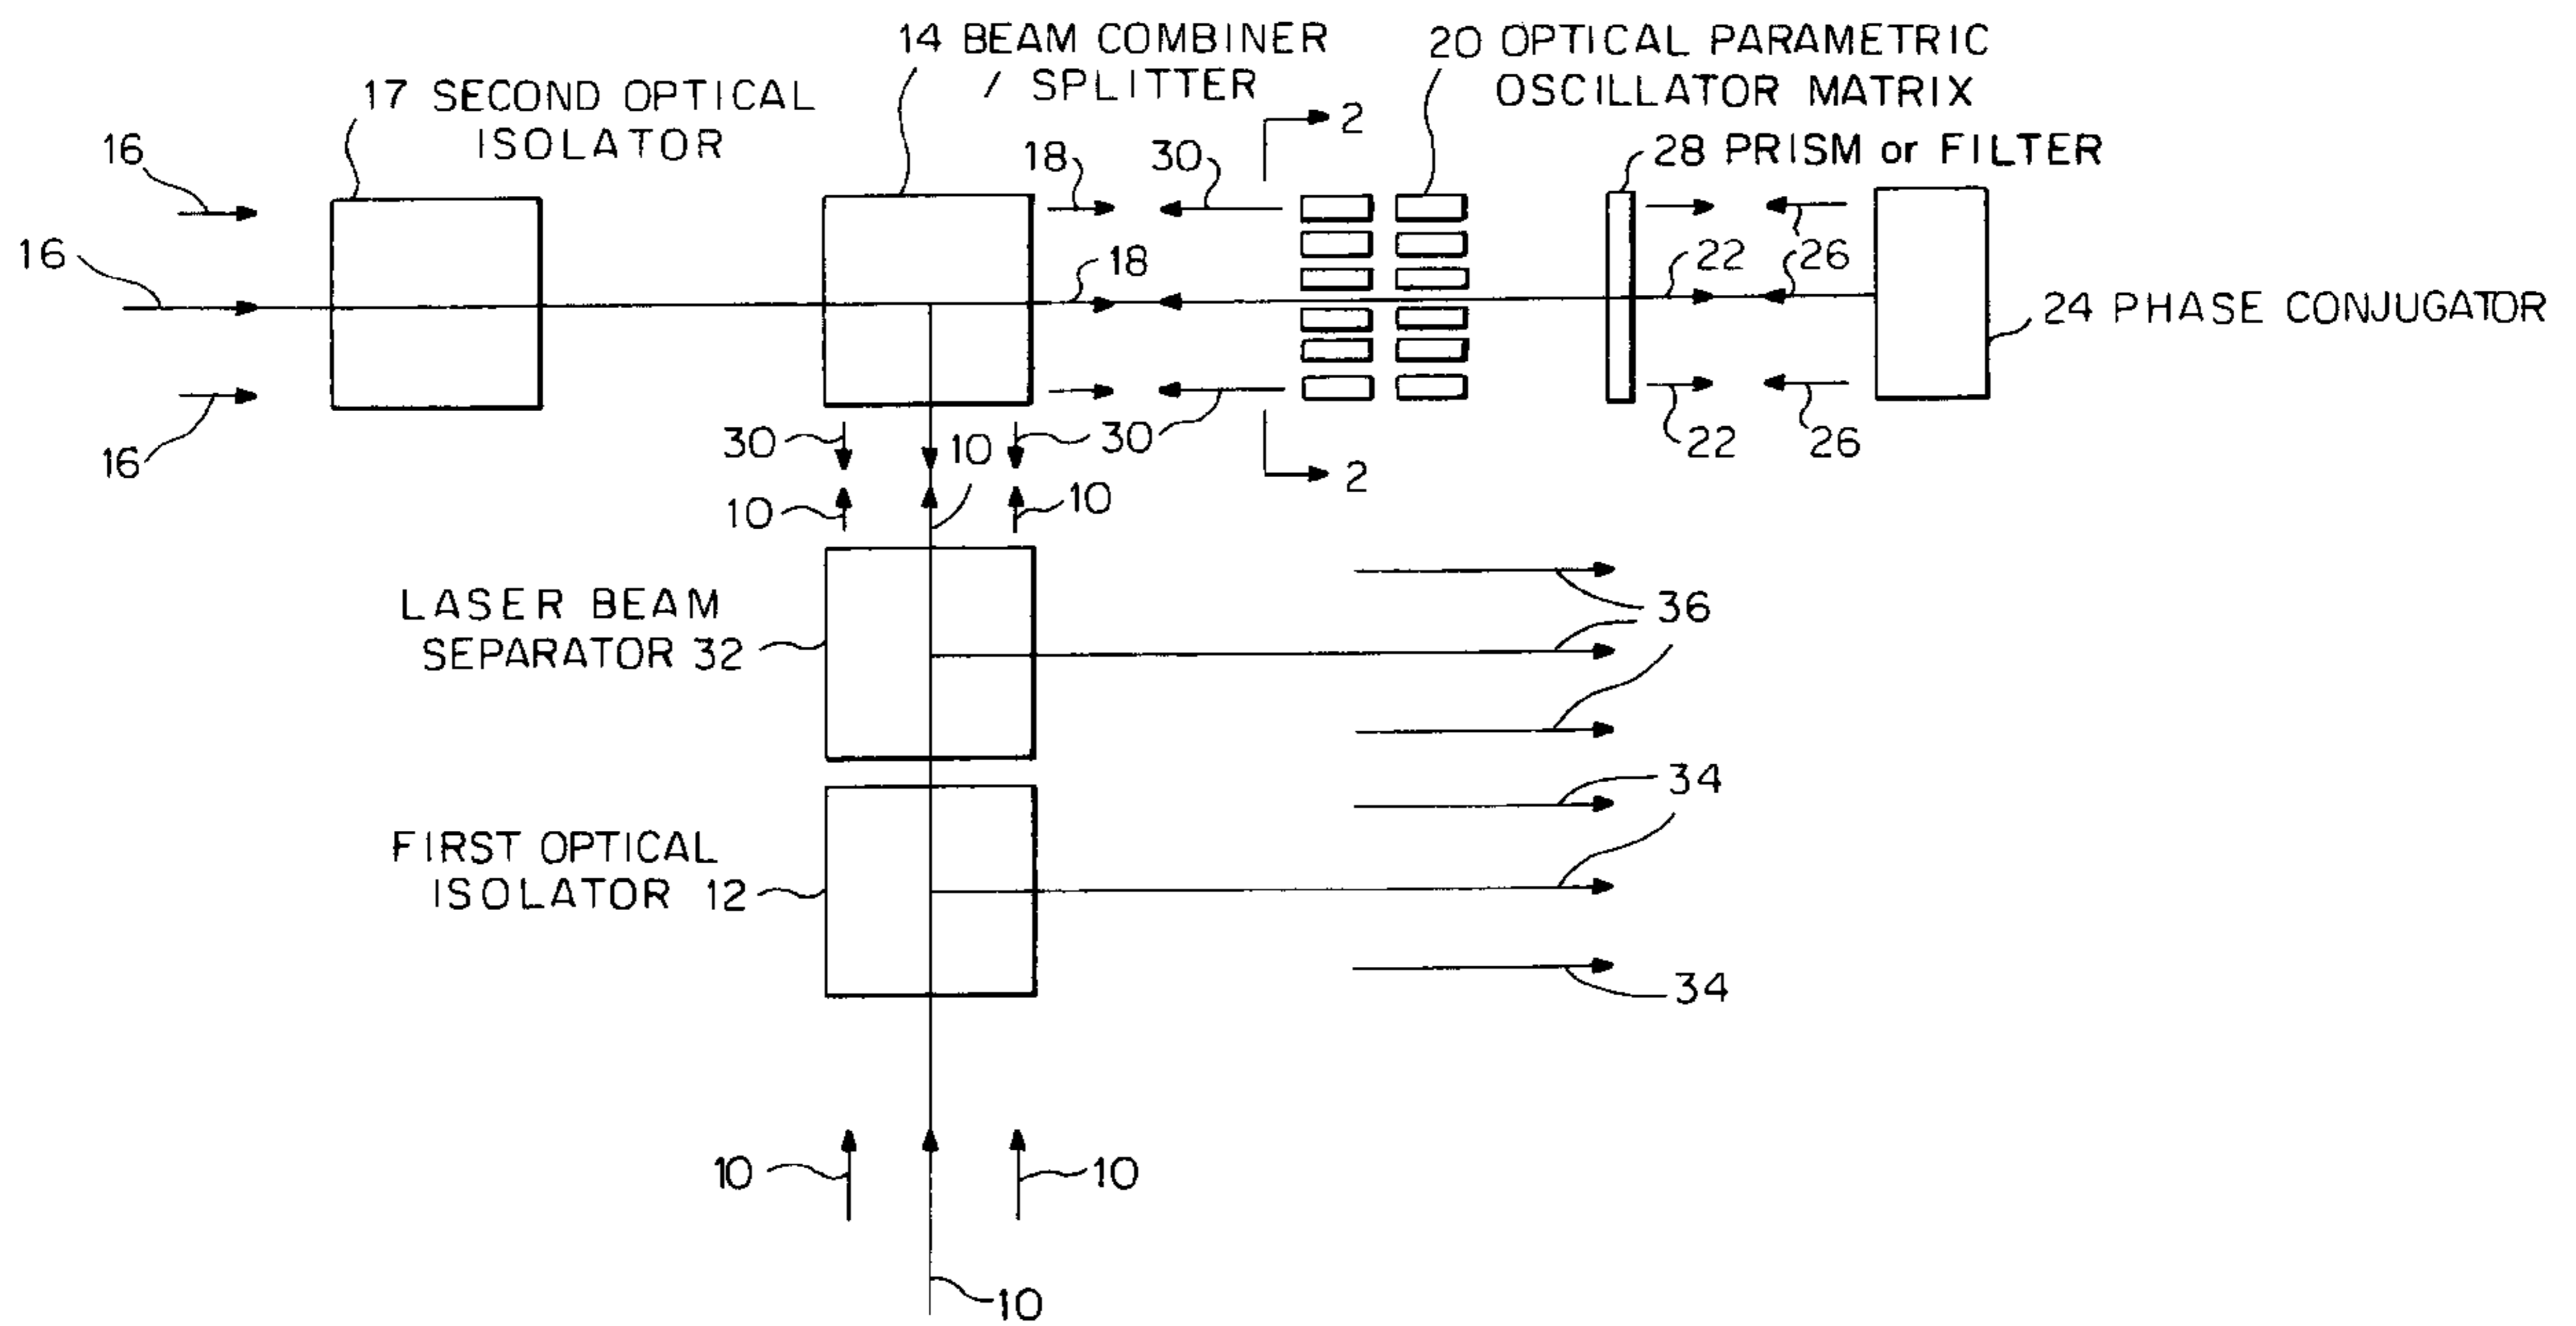 14 BEAM COMBINER
/ SPLITTER
20 OPTICAL PARAMETRIC
OSCILLATOR MATRIX
17 SECOND OPTICAL
ISOLATOR
2
16
18
30
28 PRISM or FILTER
16
18
22
26
24 PHASE CONJUGATOR
16
30
10
30
22
26
2
10
10
LASER BEAM
SEPARATOR 32
36
34
FIRST OPTICAL
ISOLATOR 12
34
10
10
10